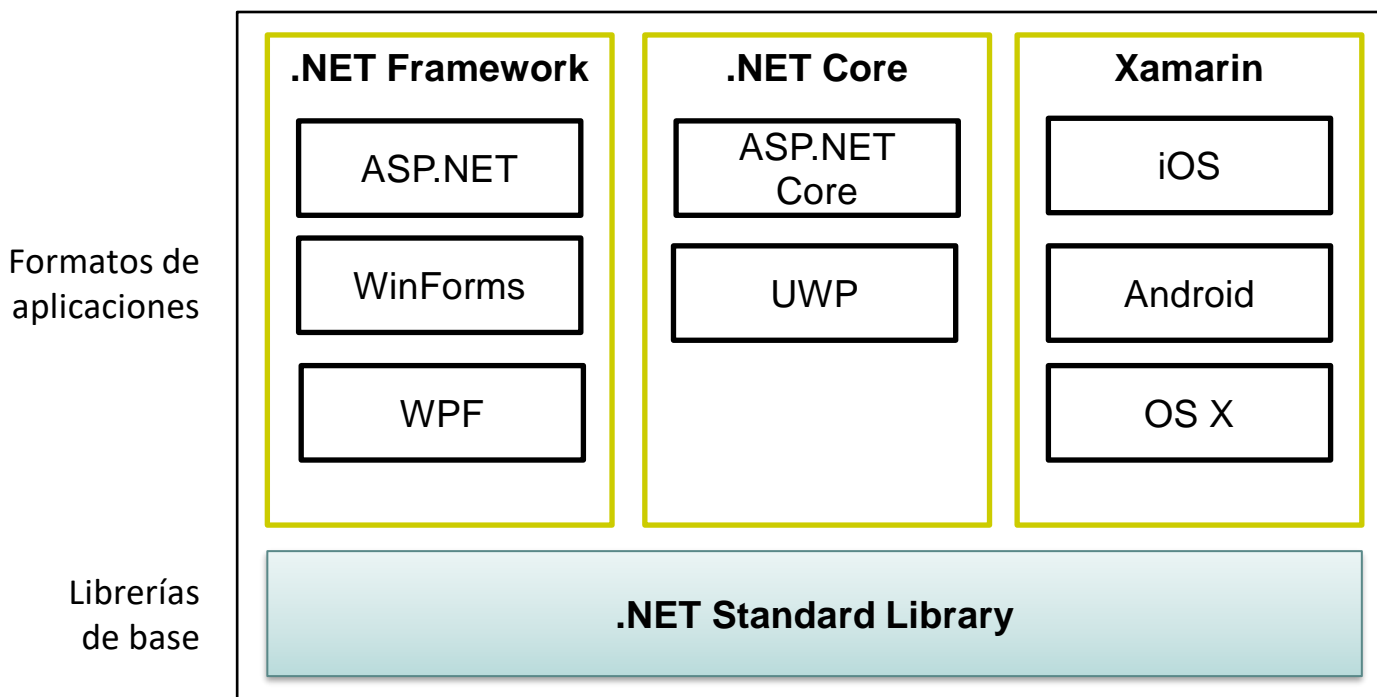 .NET Framework
ASP.NET
WinForms
WPF
.NET Core
ASP.NET
Core
UWP
Xamarin
iOS
Android
OS X
Formatos de
aplicaciones
Librerías
de base
.NET Standard Library